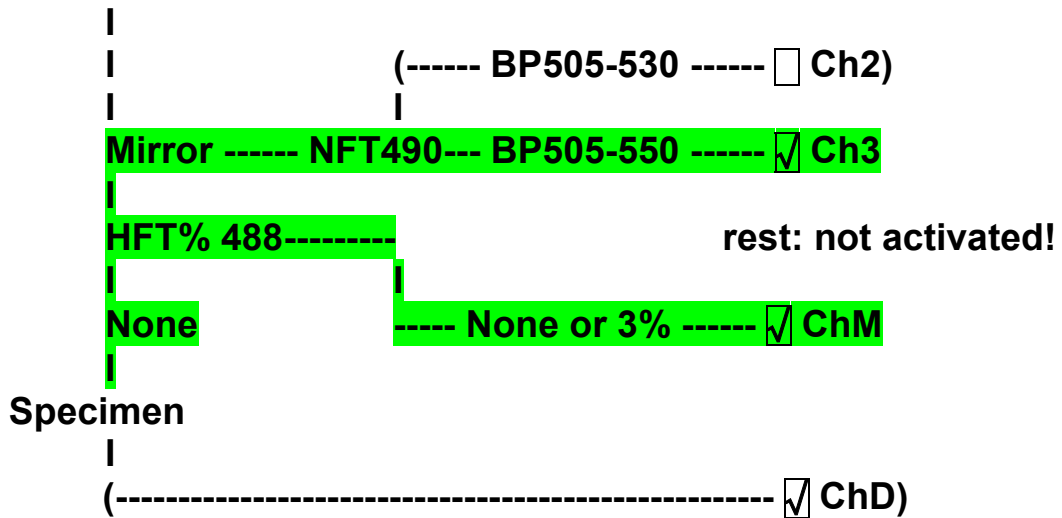 I
I (------ BP505-530 ------ ☐ Ch2)
I I
Mirror ------ NFT490--- BP505-550 ------ ☑ Ch3
I
HFT% 488--------- rest: not activated!
I I
None ----- None or 3% ------ ☑ ChM
I
Specimen
I
(----------------------------------------------------- ☑ ChD)